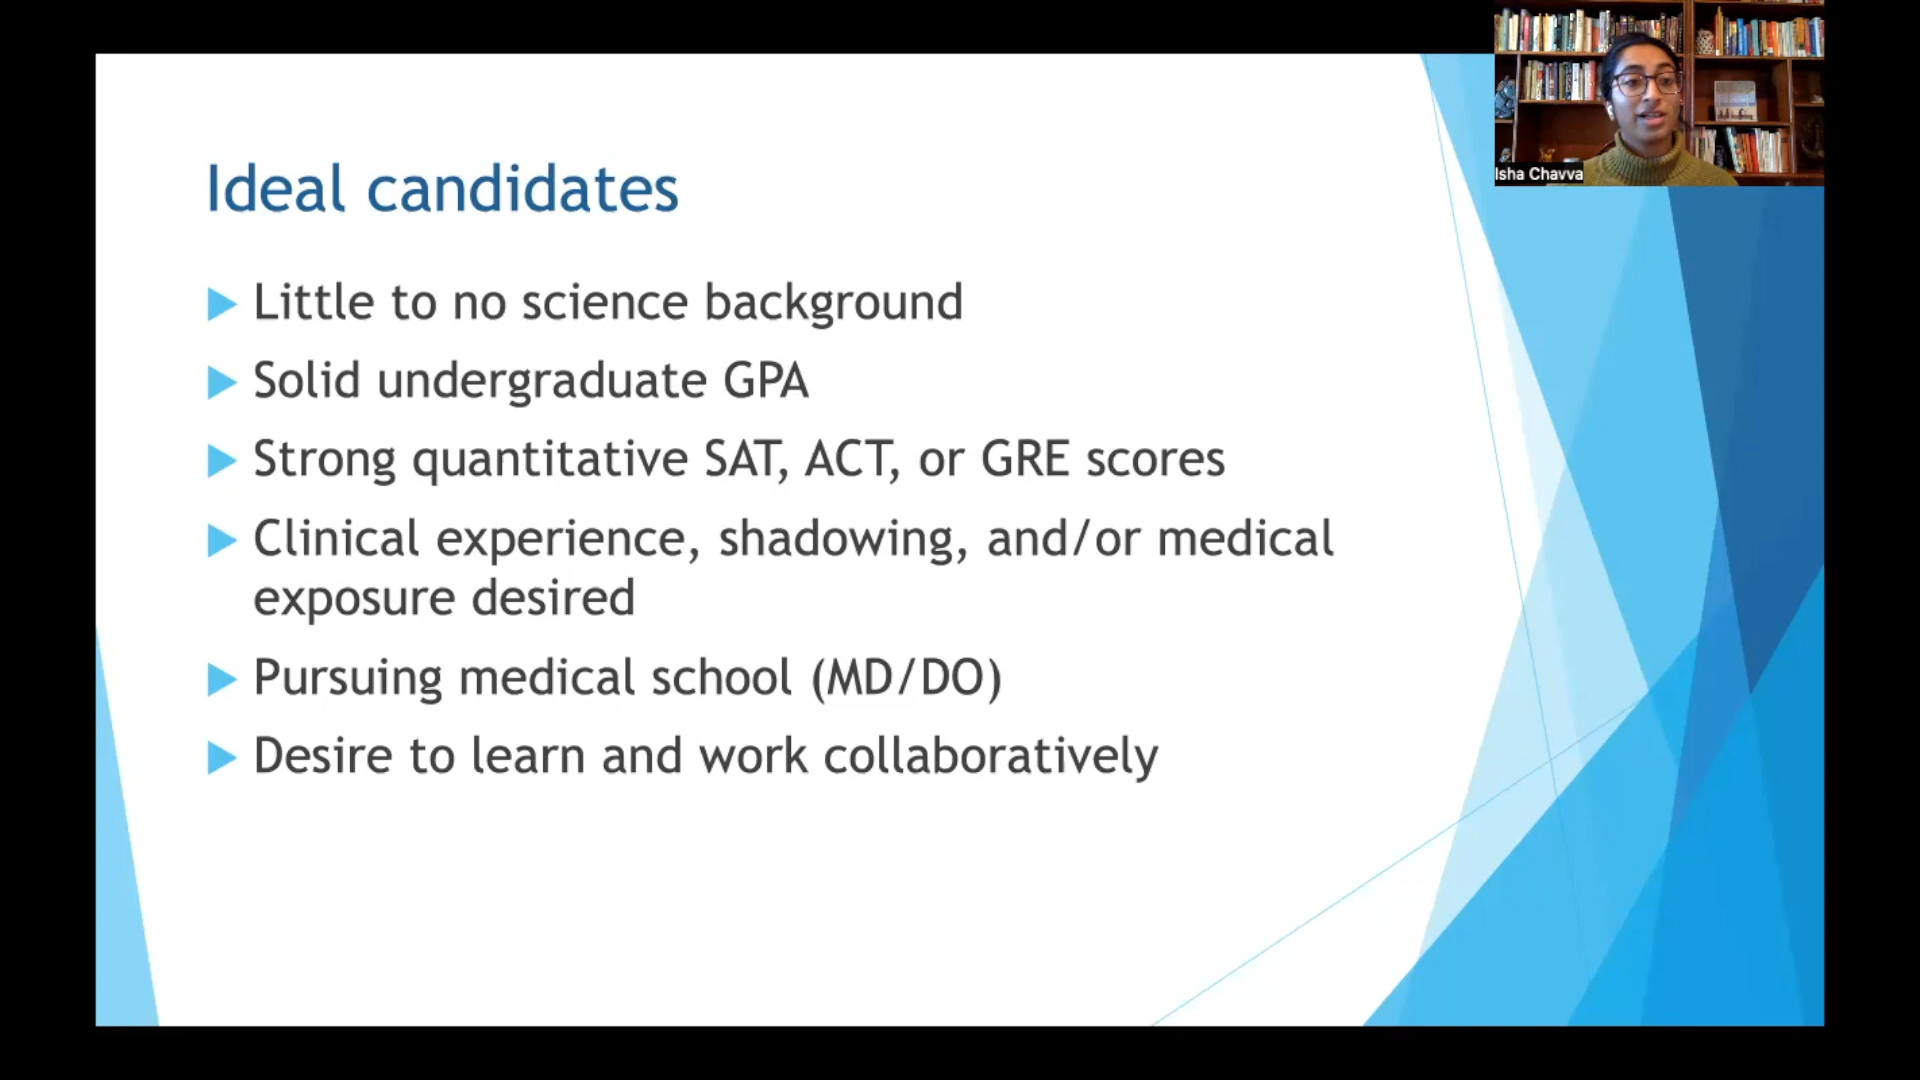 Isha Chavva
Ideal candidates
Little to no science background
Solid undergraduate GPA
Strong quantitative SAT, ACT, or GRE scores
Clinical experience, shadowing, and/or medical
exposure desired
Pursuing medical school (MD/DO)
Desire to learn and work collaboratively